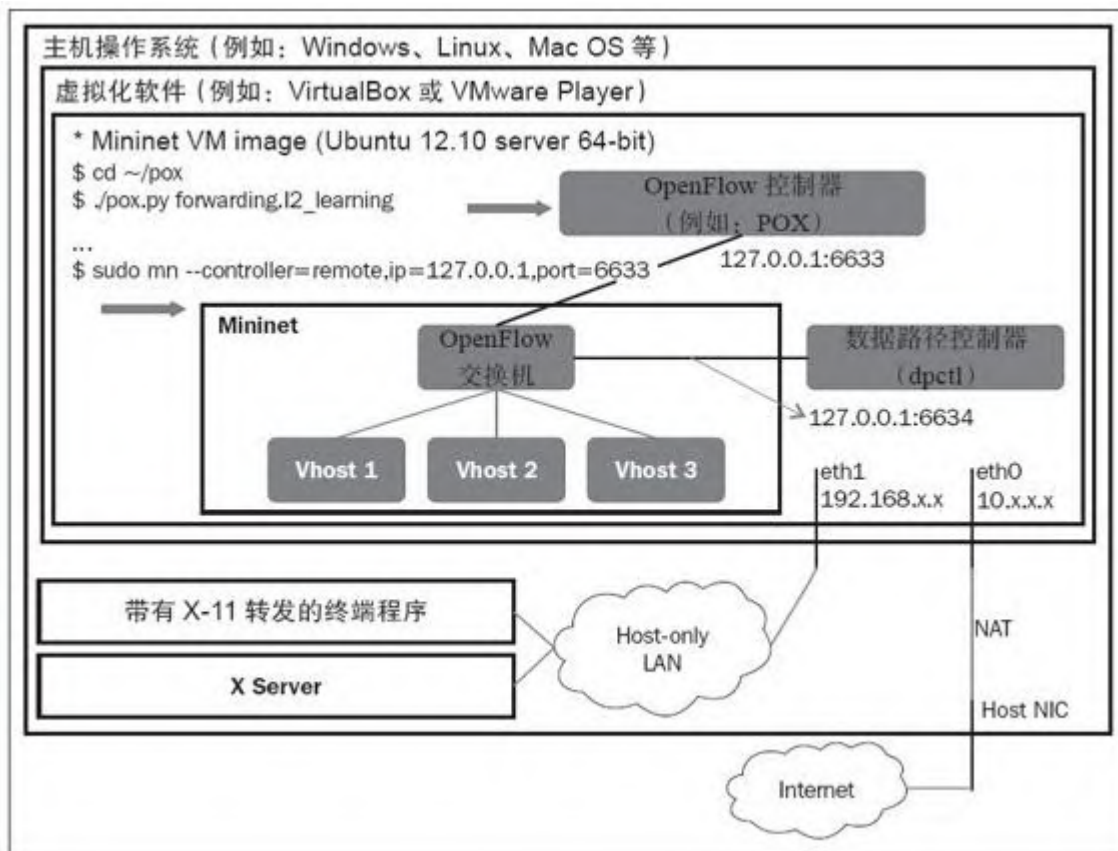 主机操作系统（例如：Windows、Linux、Mac OS 等）
虚拟化软件（例如：VirtualBox 或 VMware Player）
* Mininet VM image (Ubuntu 12.10 server 64-bit)
$ cd ~/pox
$ ./pox.py forwarding.l2_learning
OpenFlow 控制器
（例如：POX）
...
$ sudo mn --controller=remote,ip=127.0.0.1,port=6633
127.0.0.1:6633
Mininet
OpenFlow
交换机
数据路径控制器
（dpctl）
127.0.0.1:6634
Vhost 1
Vhost 2
Vhost 3
eth1
192.168.x.x
eth0
10.x.x.x
带有 X-11 转发的终端程序
X Server
Host-only
LAN
NAT
Host NIC
Internet